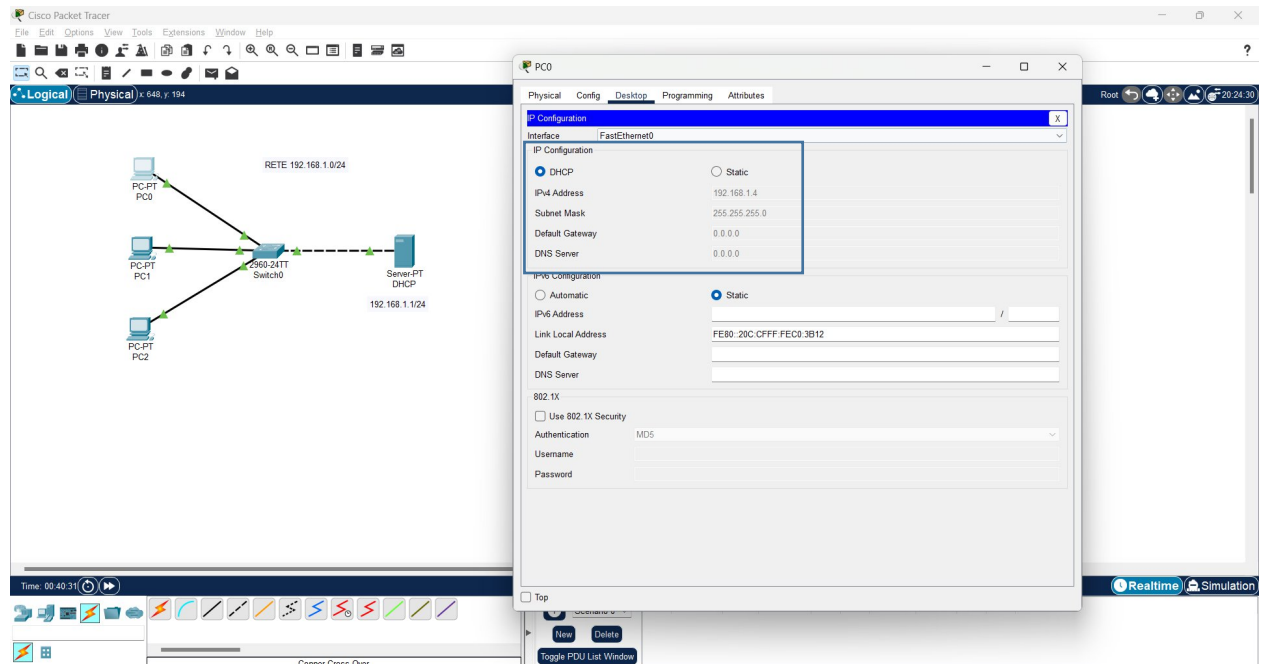 Cisco Packet Tracer
File Edit Options View Tools Extensions Window Help
?
Logical Physical x: 648, y: 194
Root 20:24:30
RETE 192.168.1.0/24
PC-PT
PC0
PC-PT
PC1
PC-PT
PC2
2960-24TT
Switch0
Server-PT
DHCP
192.168.1.1/24
PC0
Physical Config Desktop Programming Attributes
IP Configuration X
Interface FastEthernet0
IP Configuration
DHCP Static
IPv4 Address 192.168.1.4
Subnet Mask 255.255.255.0
Default Gateway 0.0.0.0
DNS Server 0.0.0.0
IPv6 Configuration
Automatic Static
IPv6 Address /
Link Local Address FE80::20C:CFFF:FEC0:3B12
Default Gateway
DNS Server
802.1X
Use 802.1X Security
Authentication MD5
Username
Password
Top
Time: 00:40:31
Realtime Simulation
Scenario 0
New Delete
Toggle PDU List Window
Copper Cross-Over